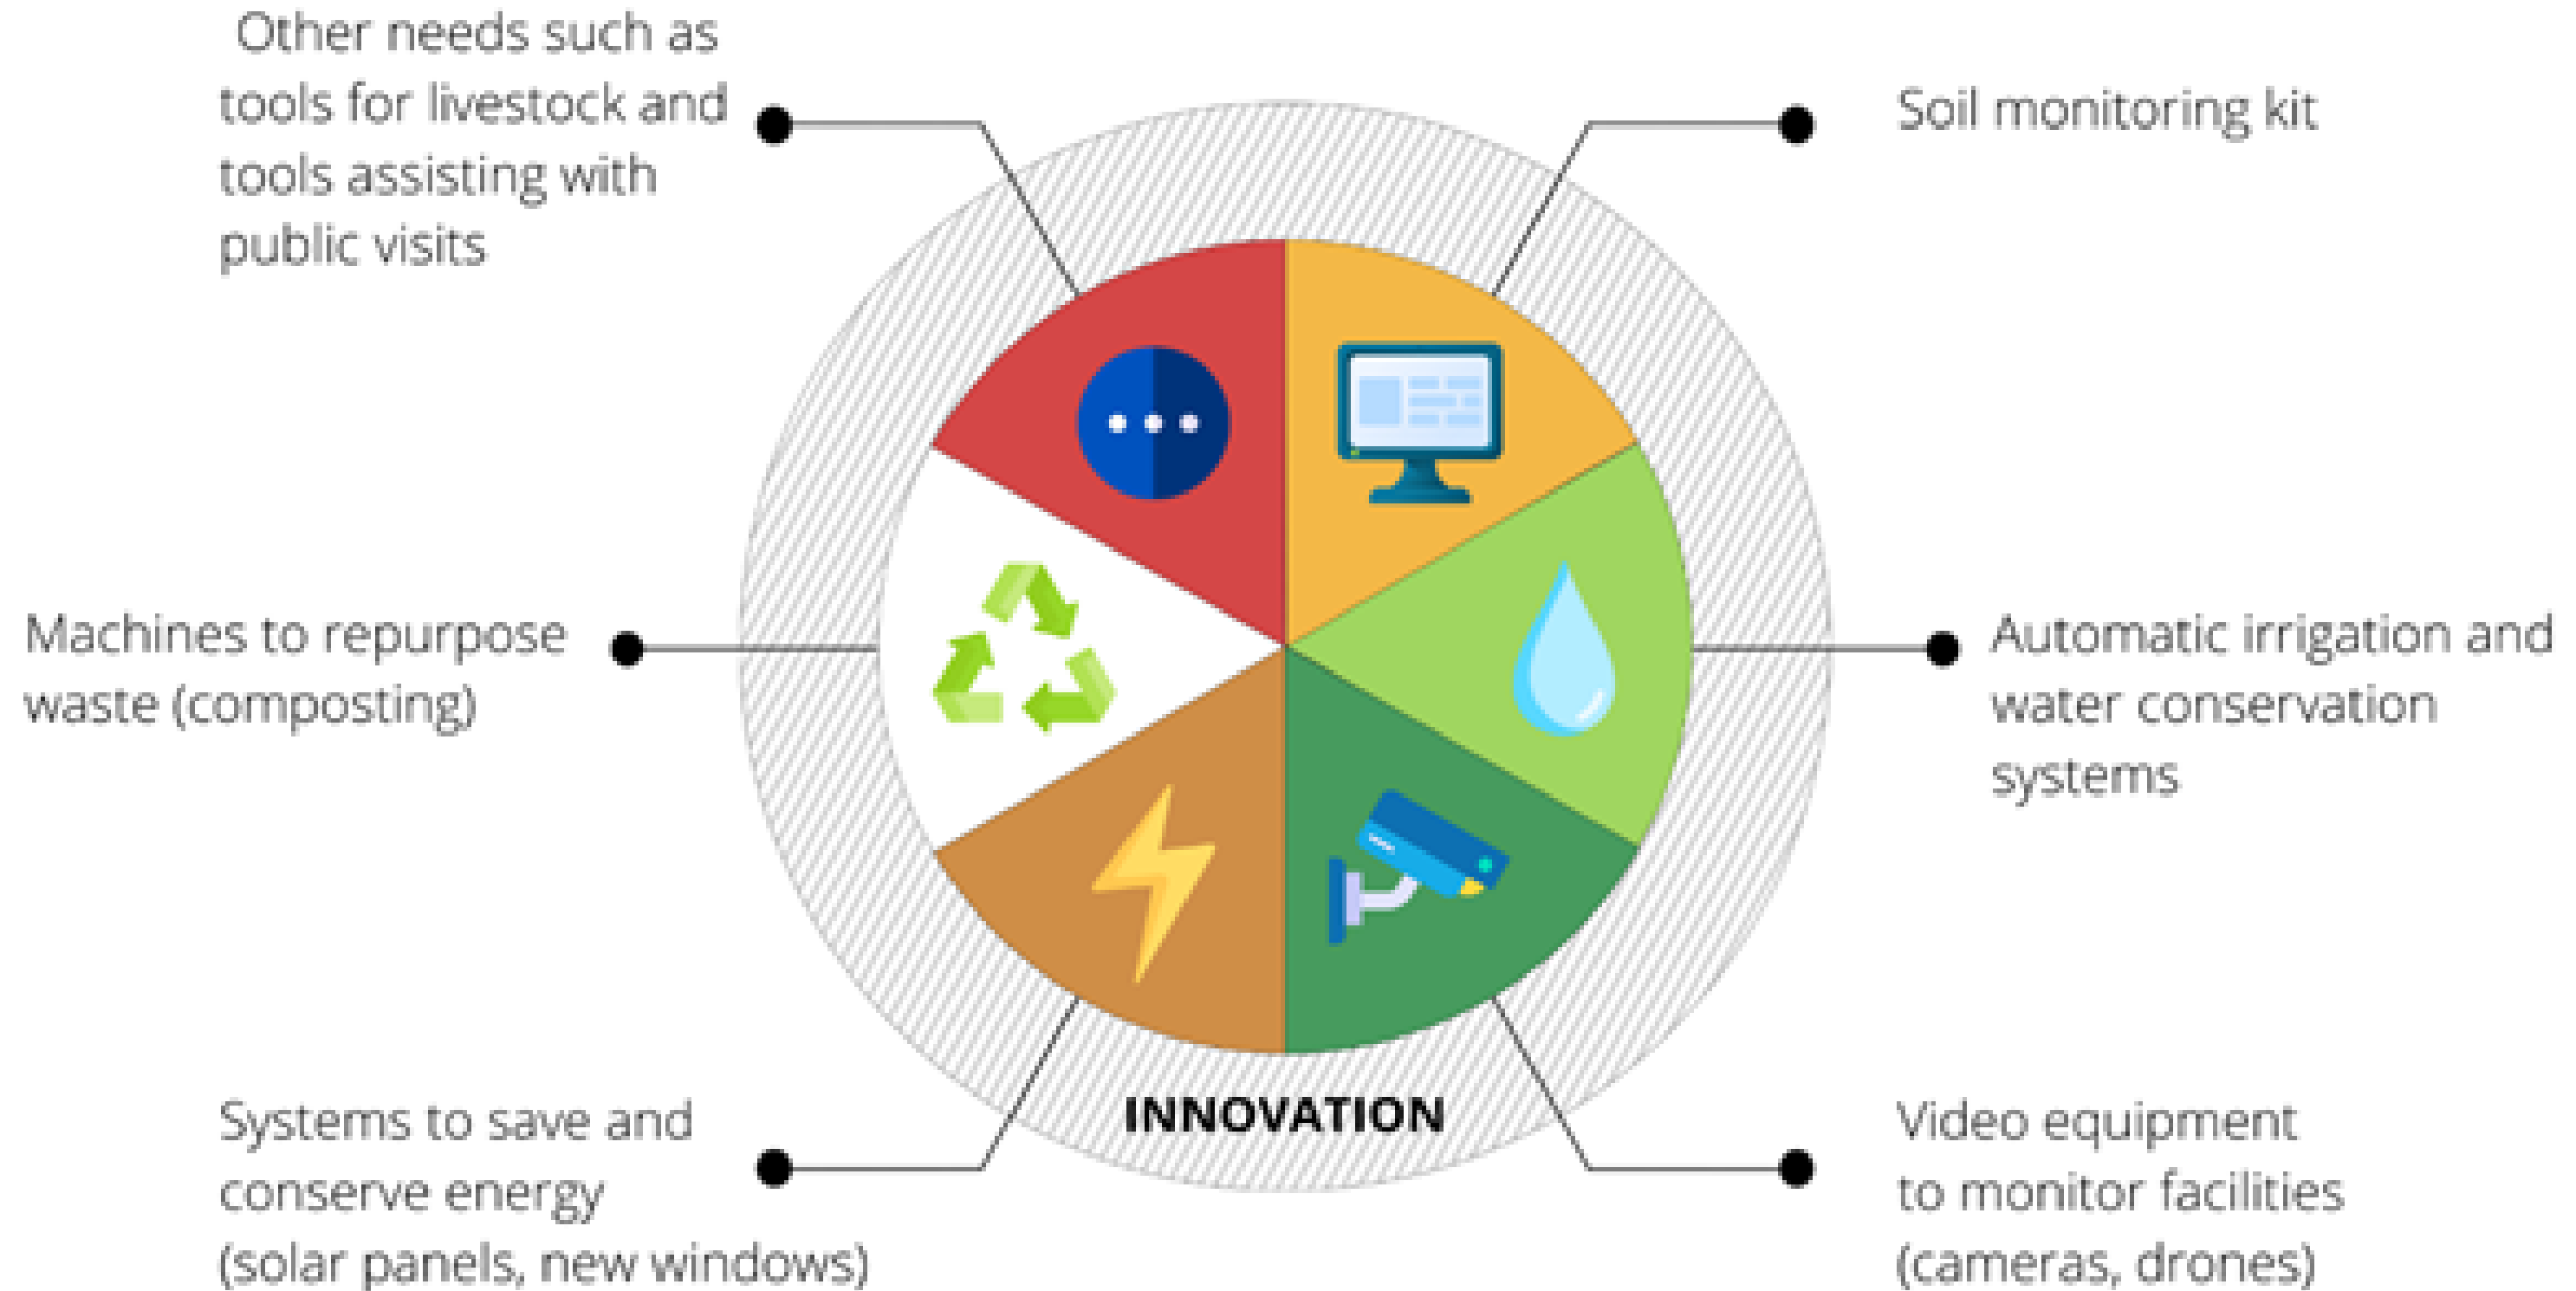 Other needs such as
tools for livestock and
tools assisting with
public visits
Soil monitoring kit
Machines to repurpose
waste (composting)
Automatic irrigation and
water conservation
systems
INNOVATION
Systems to save and
conserve energy
(solar panels, new windows)
Video equipment
to monitor facilities
(cameras, drones)